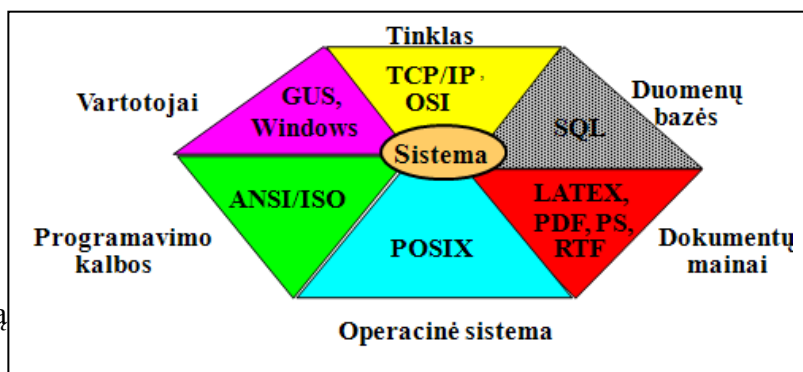 Tinklas
TCP/IP,
OSI
Vartotojai
GUS,
Windows
Duomenų
bazės
SQL
Sistema
ANSI/ISO
LATEX,
PDF, PS,
RTF
Programavimo
kalbos
POSIX
Dokumentų
mainai
ą
Operacinė sistema